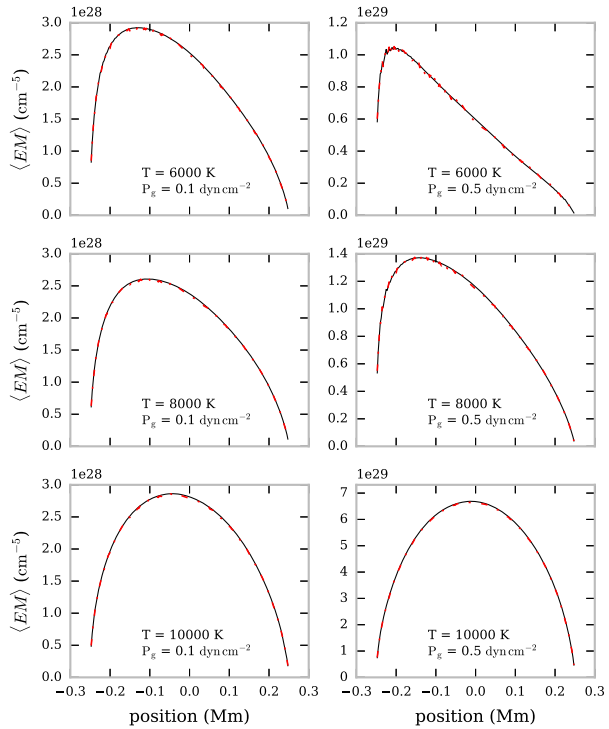 1e28
3.0
2.5
2.0
1.5
1.0
0.5
0.0
⟨EM⟩ (cm⁻⁵)
T = 6000 K
P_g = 0.1 dyn cm⁻²
1e29
1.2
1.0
0.8
0.6
0.4
0.2
0.0
T = 6000 K
P_g = 0.5 dyn cm⁻²
1e28
3.0
2.5
2.0
1.5
1.0
0.5
0.0
⟨EM⟩ (cm⁻⁵)
T = 8000 K
P_g = 0.1 dyn cm⁻²
1e29
1.4
1.2
1.0
0.8
0.6
0.4
0.2
0.0
T = 8000 K
P_g = 0.5 dyn cm⁻²
1e28
3.0
2.5
2.0
1.5
1.0
0.5
0.0
⟨EM⟩ (cm⁻⁵)
T = 10000 K
P_g = 0.1 dyn cm⁻²
−0.3 −0.2 −0.1 0.0 0.1 0.2 0.3
position (Mm)
1e29
7
6
5
4
3
2
1
0
T = 10000 K
P_g = 0.5 dyn cm⁻²
−0.2 −0.1 0.0 0.1 0.2 0.3
position (Mm)